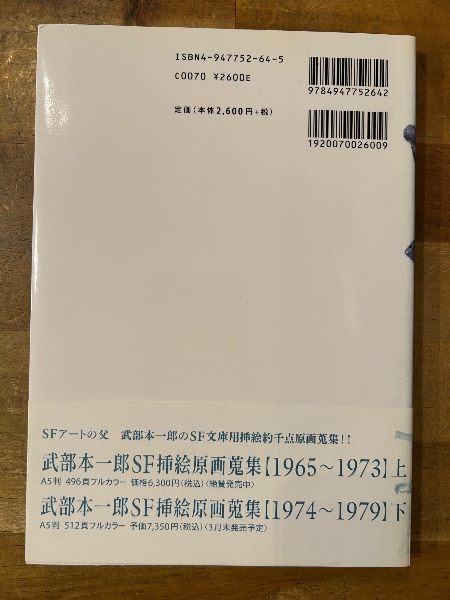 ISBN4-947752-64-5
C0070 ¥2600E
定価(本体2,600円+税)
9784947752642
1920070026009
SFアートの父 武部本一郎のSF文庫用挿絵約千点原画蒐集!!
武部本一郎SF挿絵原画蒐集【1965〜1973】上
A5判 496頁フルカラー 価格6,300円(税込)〈絶賛発売中〉
武部本一郎SF挿絵原画蒐集【1974〜1979】下
A5判 512頁フルカラー 予価7,350円(税込)〈3月末発売予定〉